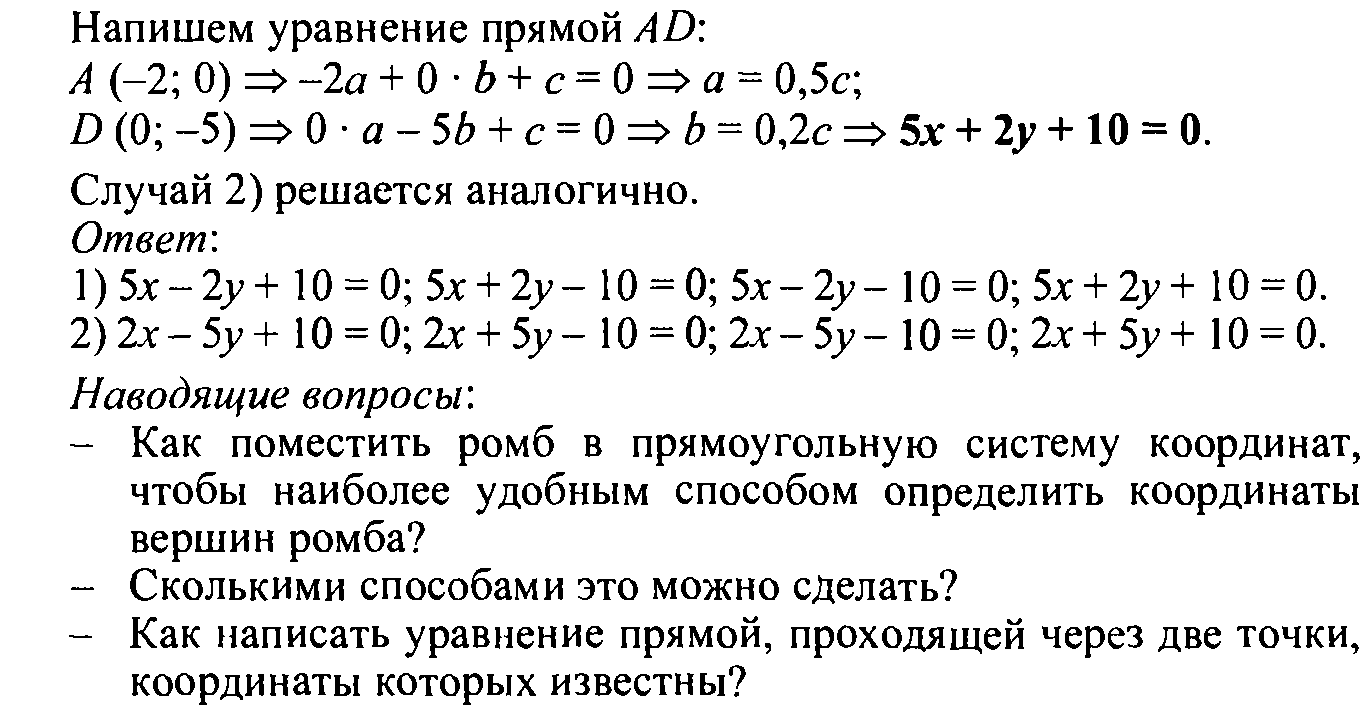 Напишем уравнение прямой AD:
A (–2; 0) ⇒ –2a + 0 · b + c = 0 ⇒ a = 0,5c;
D (0; –5) ⇒ 0 · a – 5b + c = 0 ⇒ b = 0,2c ⇒ 5x + 2y + 10 = 0.
Случай 2) решается аналогично.
Ответ:
1) 5x – 2y + 10 = 0; 5x + 2y – 10 = 0; 5x – 2y – 10 = 0; 5x + 2y + 10 = 0.
2) 2x – 5y + 10 = 0; 2x + 5y – 10 = 0; 2x – 5y – 10 = 0; 2x + 5y + 10 = 0.
Наводящие вопросы:
– Как поместить ромб в прямоугольную систему координат,
чтобы наиболее удобным способом определить координаты
вершин ромба?
– Сколькими способами это можно сделать?
– Как написать уравнение прямой, проходящей через две точки,
координаты которых известны?